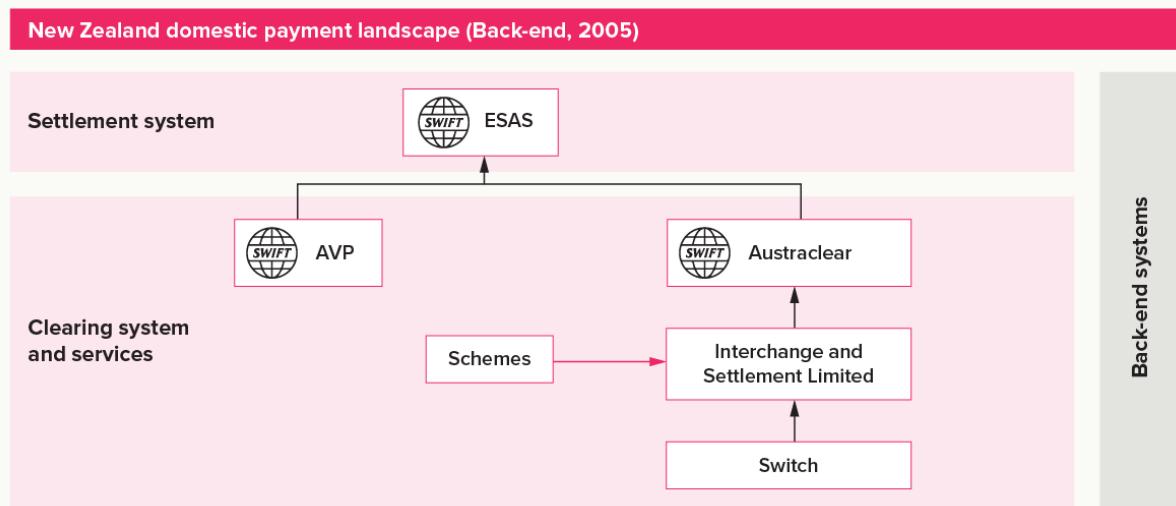 New Zealand domestic payment landscape (Back-end, 2005)
Settlement system
SWIFT
ESAS
SWIFT
AVP
SWIFT
Austraclear
Clearing system
and services
Schemes
Interchange and
Settlement Limited
Switch
Back-end systems